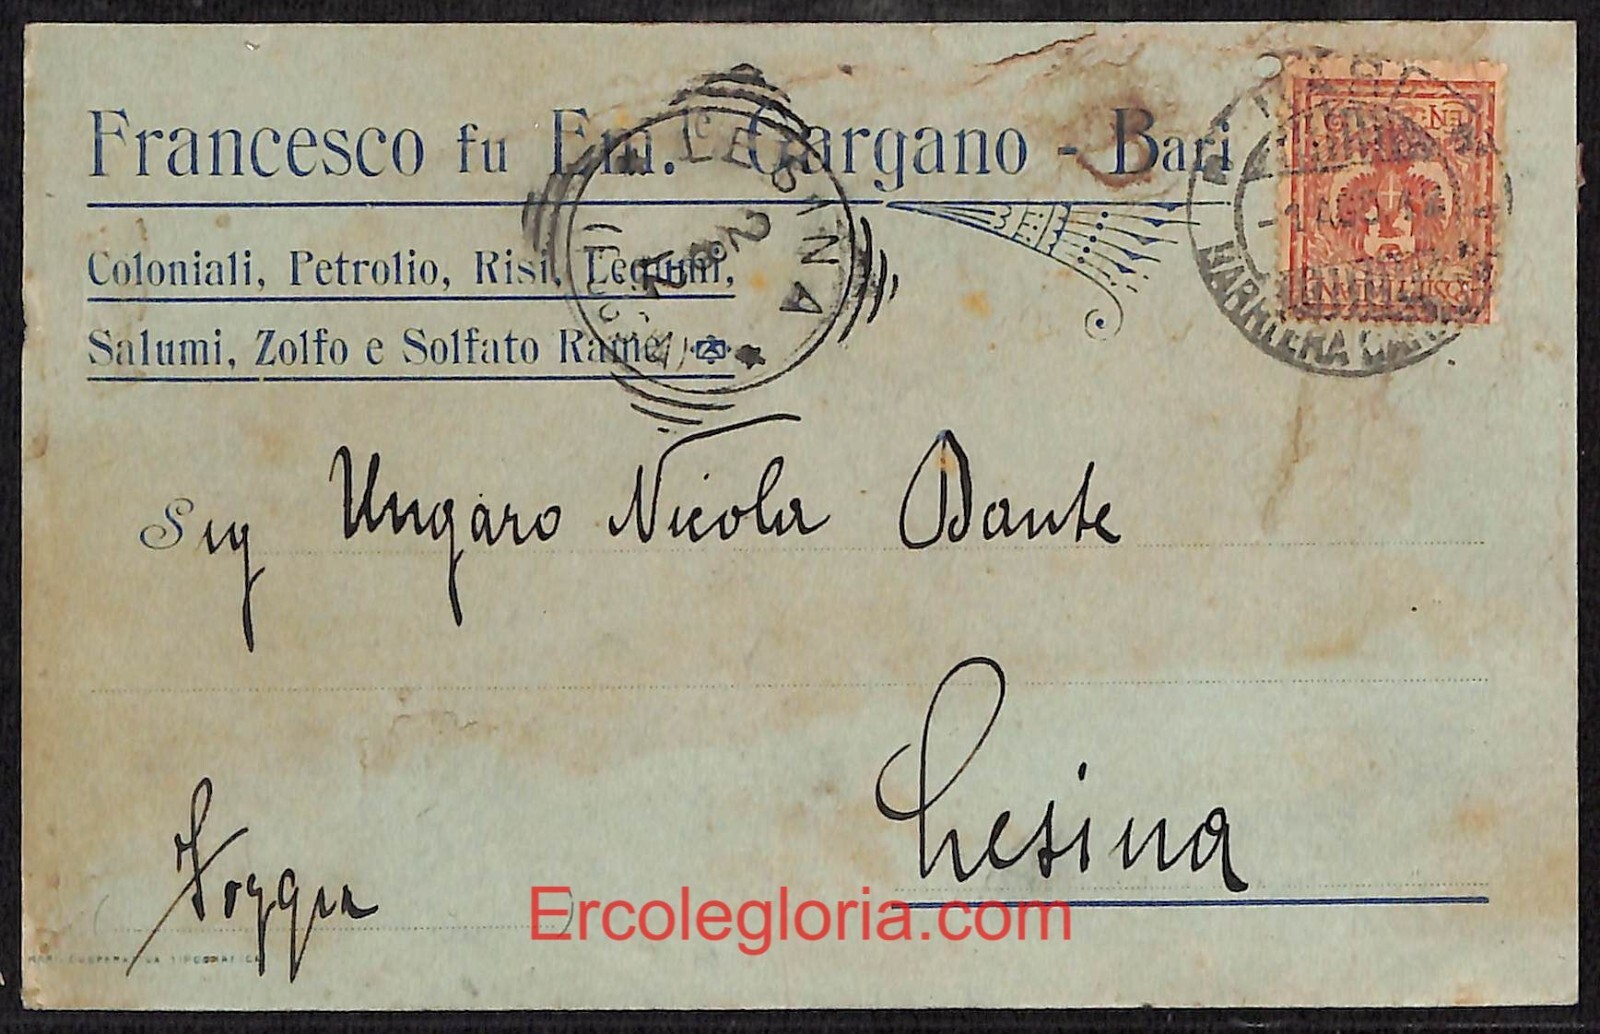 Francesco fu Em. Gargano - Bari
Coloniali, Petrolio, Risi, Legumi,
Salumi, Zolfo e Solfato Rame
LESINA
Sig Ungaro Nicola Dante
Lesina
Foggia
Ercolegloria.com